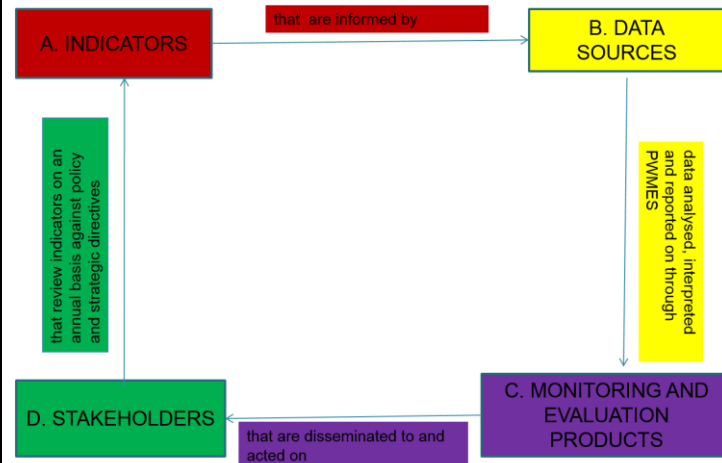 that are informed by
A. INDICATORS
B. DATA
SOURCES
that review indicators on an
annual basis against policy
and strategic directives
data analysed, interpreted
and reported on through
PWMES
D. STAKEHOLDERS
C. MONITORING AND
EVALUATION
PRODUCTS
that are disseminated to and
acted on